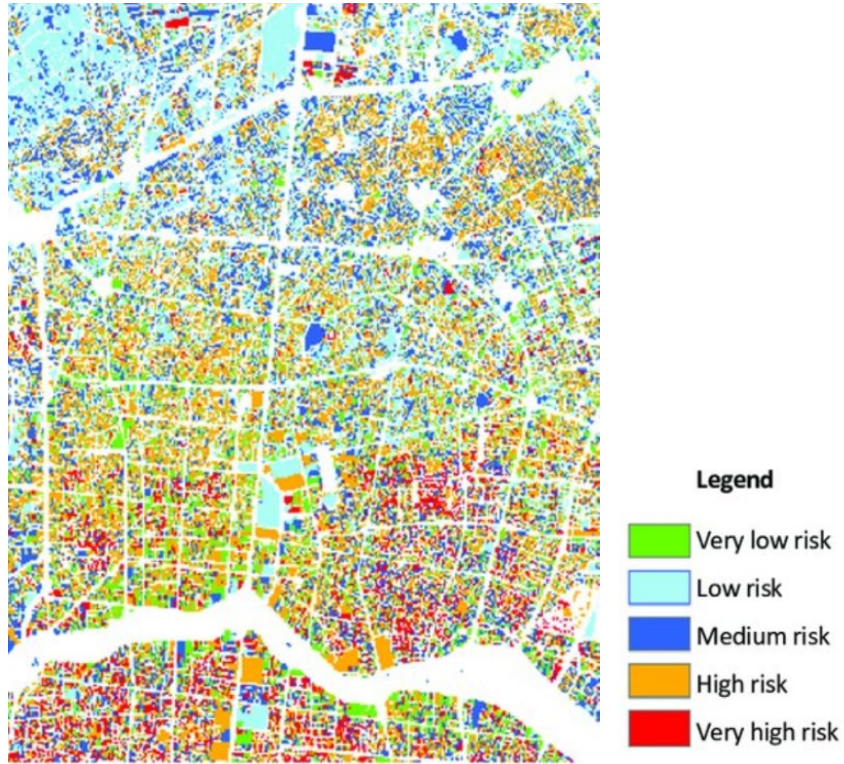 Legend
Very low risk
Low risk
Medium risk
High risk
Very high risk